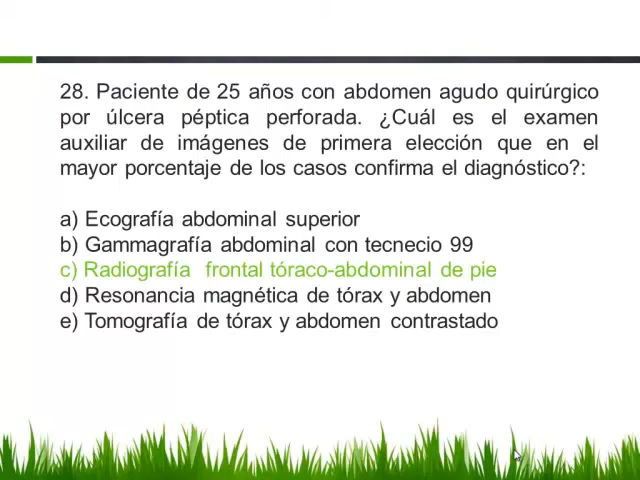 28. Paciente de 25 años con abdomen agudo quirúrgico
por úlcera péptica perforada. ¿Cuál es el examen
auxiliar de imágenes de primera elección que en el
mayor porcentaje de los casos confirma el diagnóstico?:
a) Ecografía abdominal superior
b) Gammagrafía abdominal con tecnecio 99
c) Radiografía frontal tóraco-abdominal de pie
d) Resonancia magnética de tórax y abdomen
e) Tomografía de tórax y abdomen contrastado